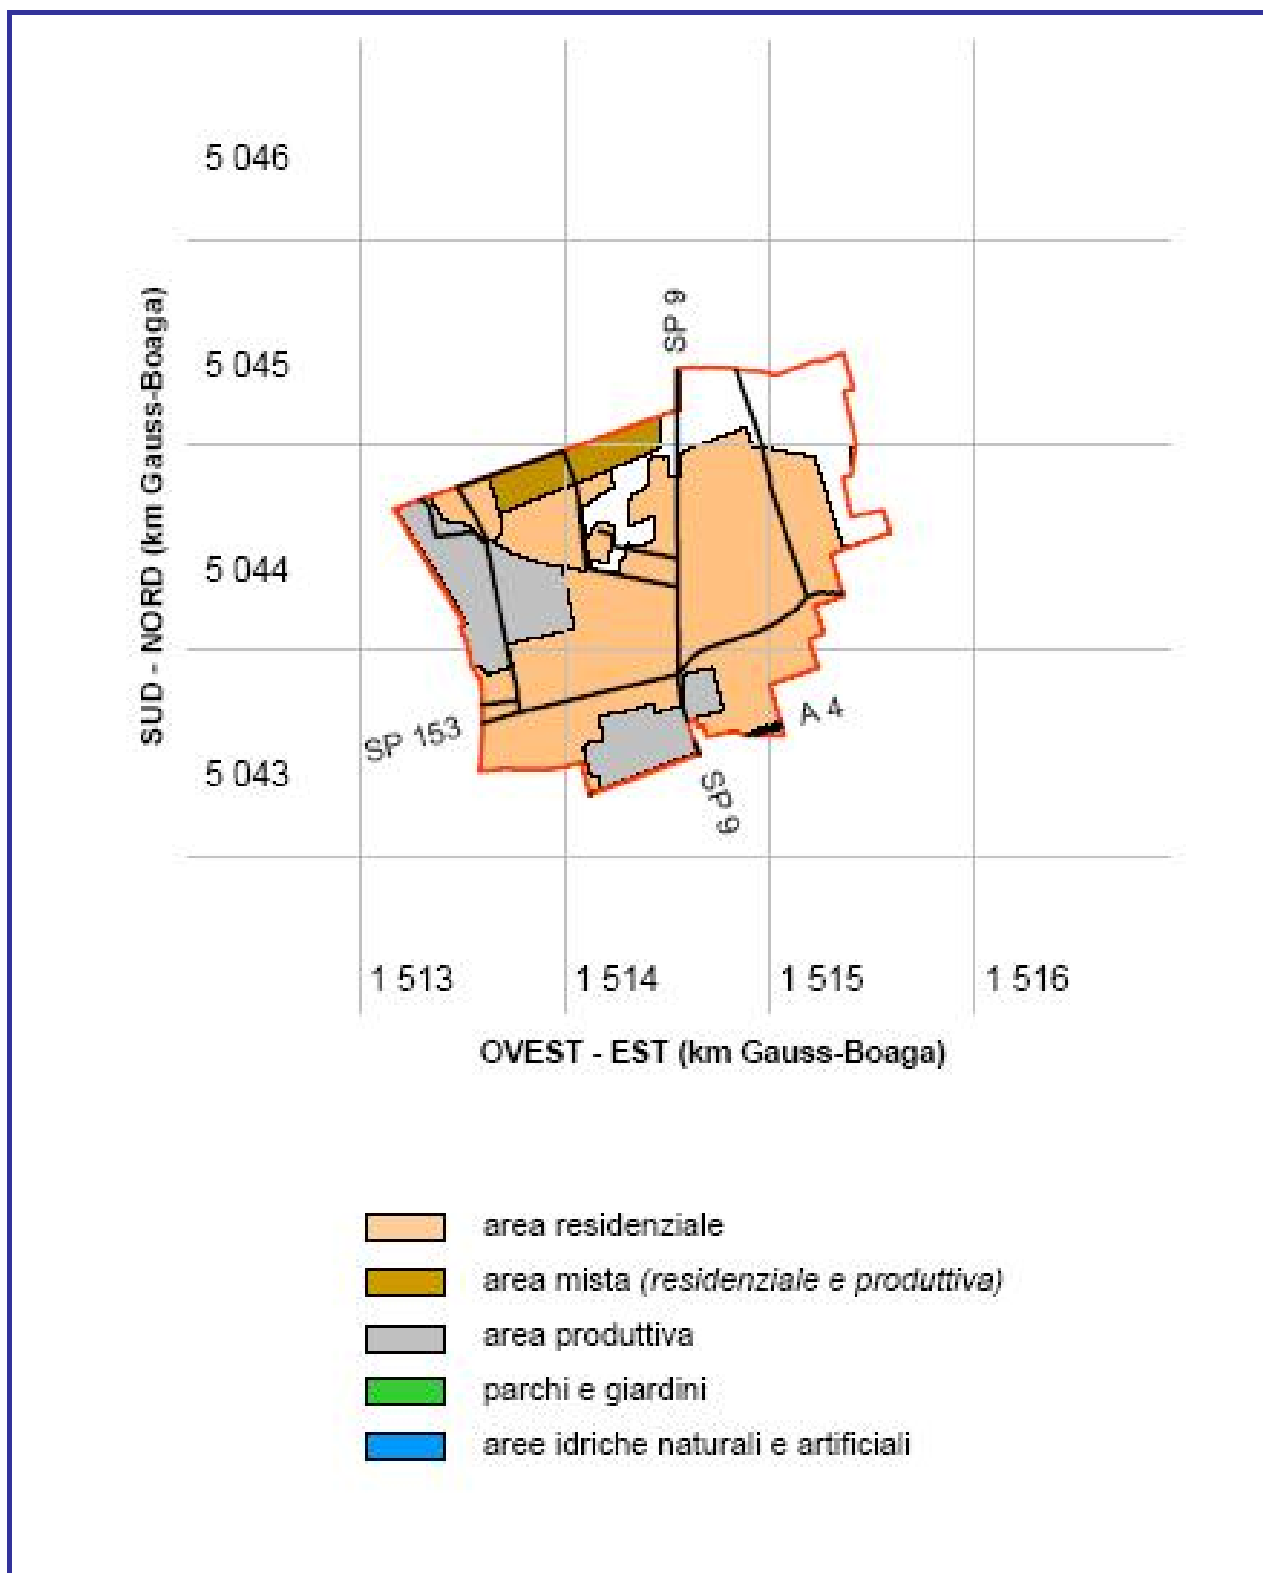 5 046
SP 9
5 045
SUD - NORD (km Gauss-Boaga)
5 044
A 4
SP 153
5 043
SP 9
1 513
1 514
1 515
1 516
OVEST - EST (km Gauss-Boaga)
area residenziale
area mista (residenziale e produttiva)
area produttiva
parchi e giardini
aree idriche naturali e artificiali